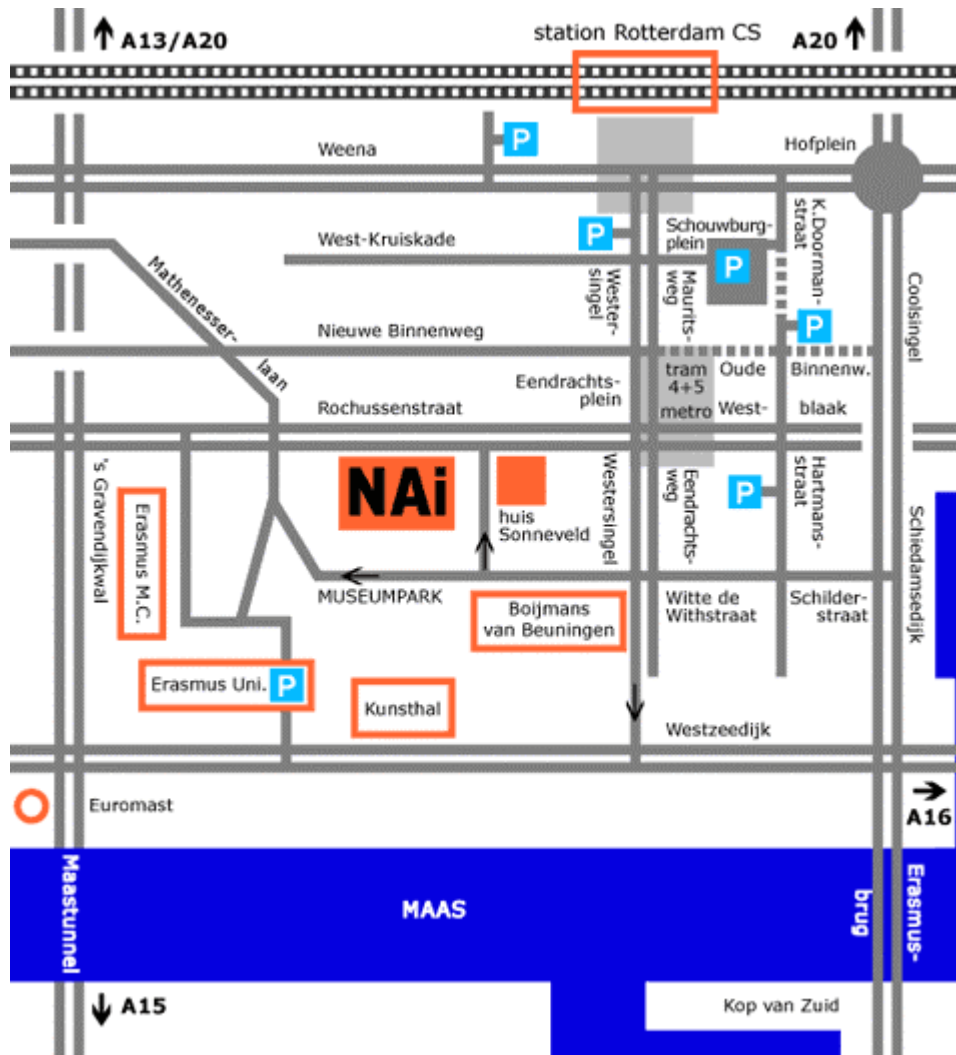 station Rotterdam CS
A13/A20
A20
P
Weena
Hofplein
K.Doorman-
straat
P
Schouwburg-
plein
West-Kruiskade
P
Mathenesser-
laan
Wester-
singel
Maurits-
weg
Coolsingel
P
Nieuwe Binnenweg
tram
4+5
Oude
Binnenw.
Eendrachts-
plein
Rochussenstraat
metro
West-
blaak
's Gravendijkwal
NAi
Westersingel
Eendrachts-
weg
P
Hartmans-
straat
Erasmus M.C.
huis
Sonneveld
Schiedamsedijk
MUSEUMPARK
Boijmans
van Beuningen
Witte de
Withstraat
Schilder-
straat
Erasmus Uni.
P
Kunsthal
Westzeedijk
Euromast
A16
Maastunnel
MAAS
Erasmus-
brug
A15
Kop van Zuid